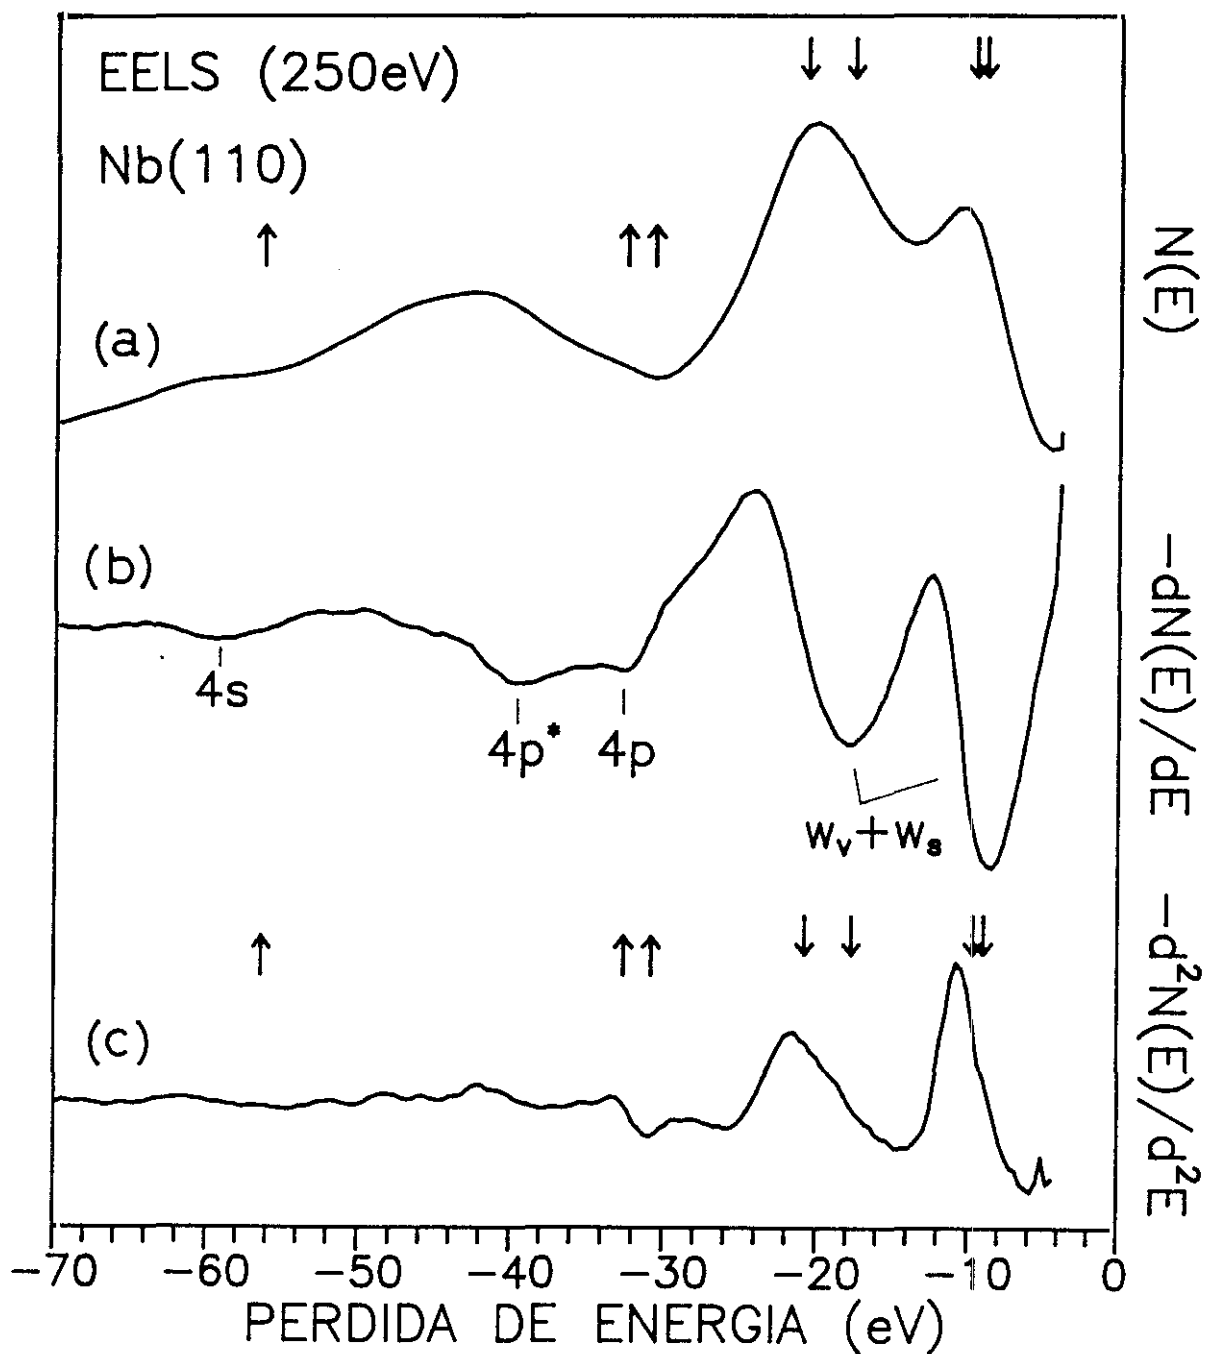 EELS (250eV)
Nb(110)
(a)
(b)
(c)
4s
4p*
4p
Wv+Ws
N(E)
−dN(E)/dE
−d²N(E)/d²E
−70 −60 −50 −40 −30 −20 −10 0
PERDIDA DE ENERGIA (eV)